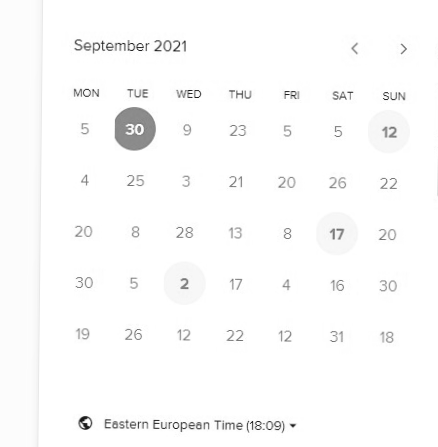 September 2021 < >
MON TUE WED THU FRI SAT SUN
5 30 9 23 5 5 12
4 25 3 21 20 26 22
20 8 28 13 8 17 20
30 5 2 17 4 16 30
19 26 12 22 12 31 18
Eastern European Time (18:09)